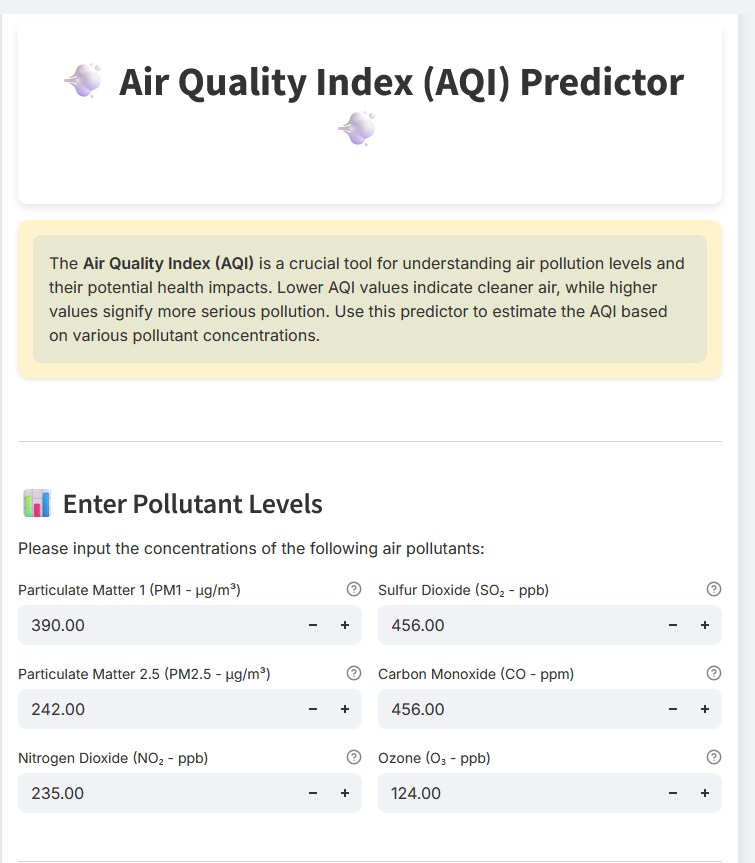 Air Quality Index (AQI) Predictor
The Air Quality Index (AQI) is a crucial tool for understanding air pollution levels and
their potential health impacts. Lower AQI values indicate cleaner air, while higher
values signify more serious pollution. Use this predictor to estimate the AQI based
on various pollutant concentrations.
Enter Pollutant Levels
Please input the concentrations of the following air pollutants:
Particulate Matter 1 (PM1 - µg/m³)
390.00
Sulfur Dioxide (SO₂ - ppb)
456.00
Particulate Matter 2.5 (PM2.5 - µg/m³)
242.00
Carbon Monoxide (CO - ppm)
456.00
Nitrogen Dioxide (NO₂ - ppb)
235.00
Ozone (O₃ - ppb)
124.00